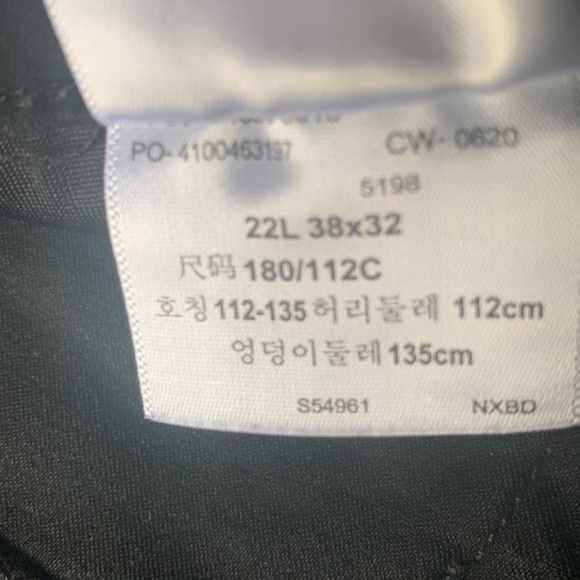 PO- 4100463197 CW- 0620
5198
22L 38x32
尺码 180/112C
호칭 112-135 허리둘레 112cm
엉덩이둘레 135cm
S54961 NXBD